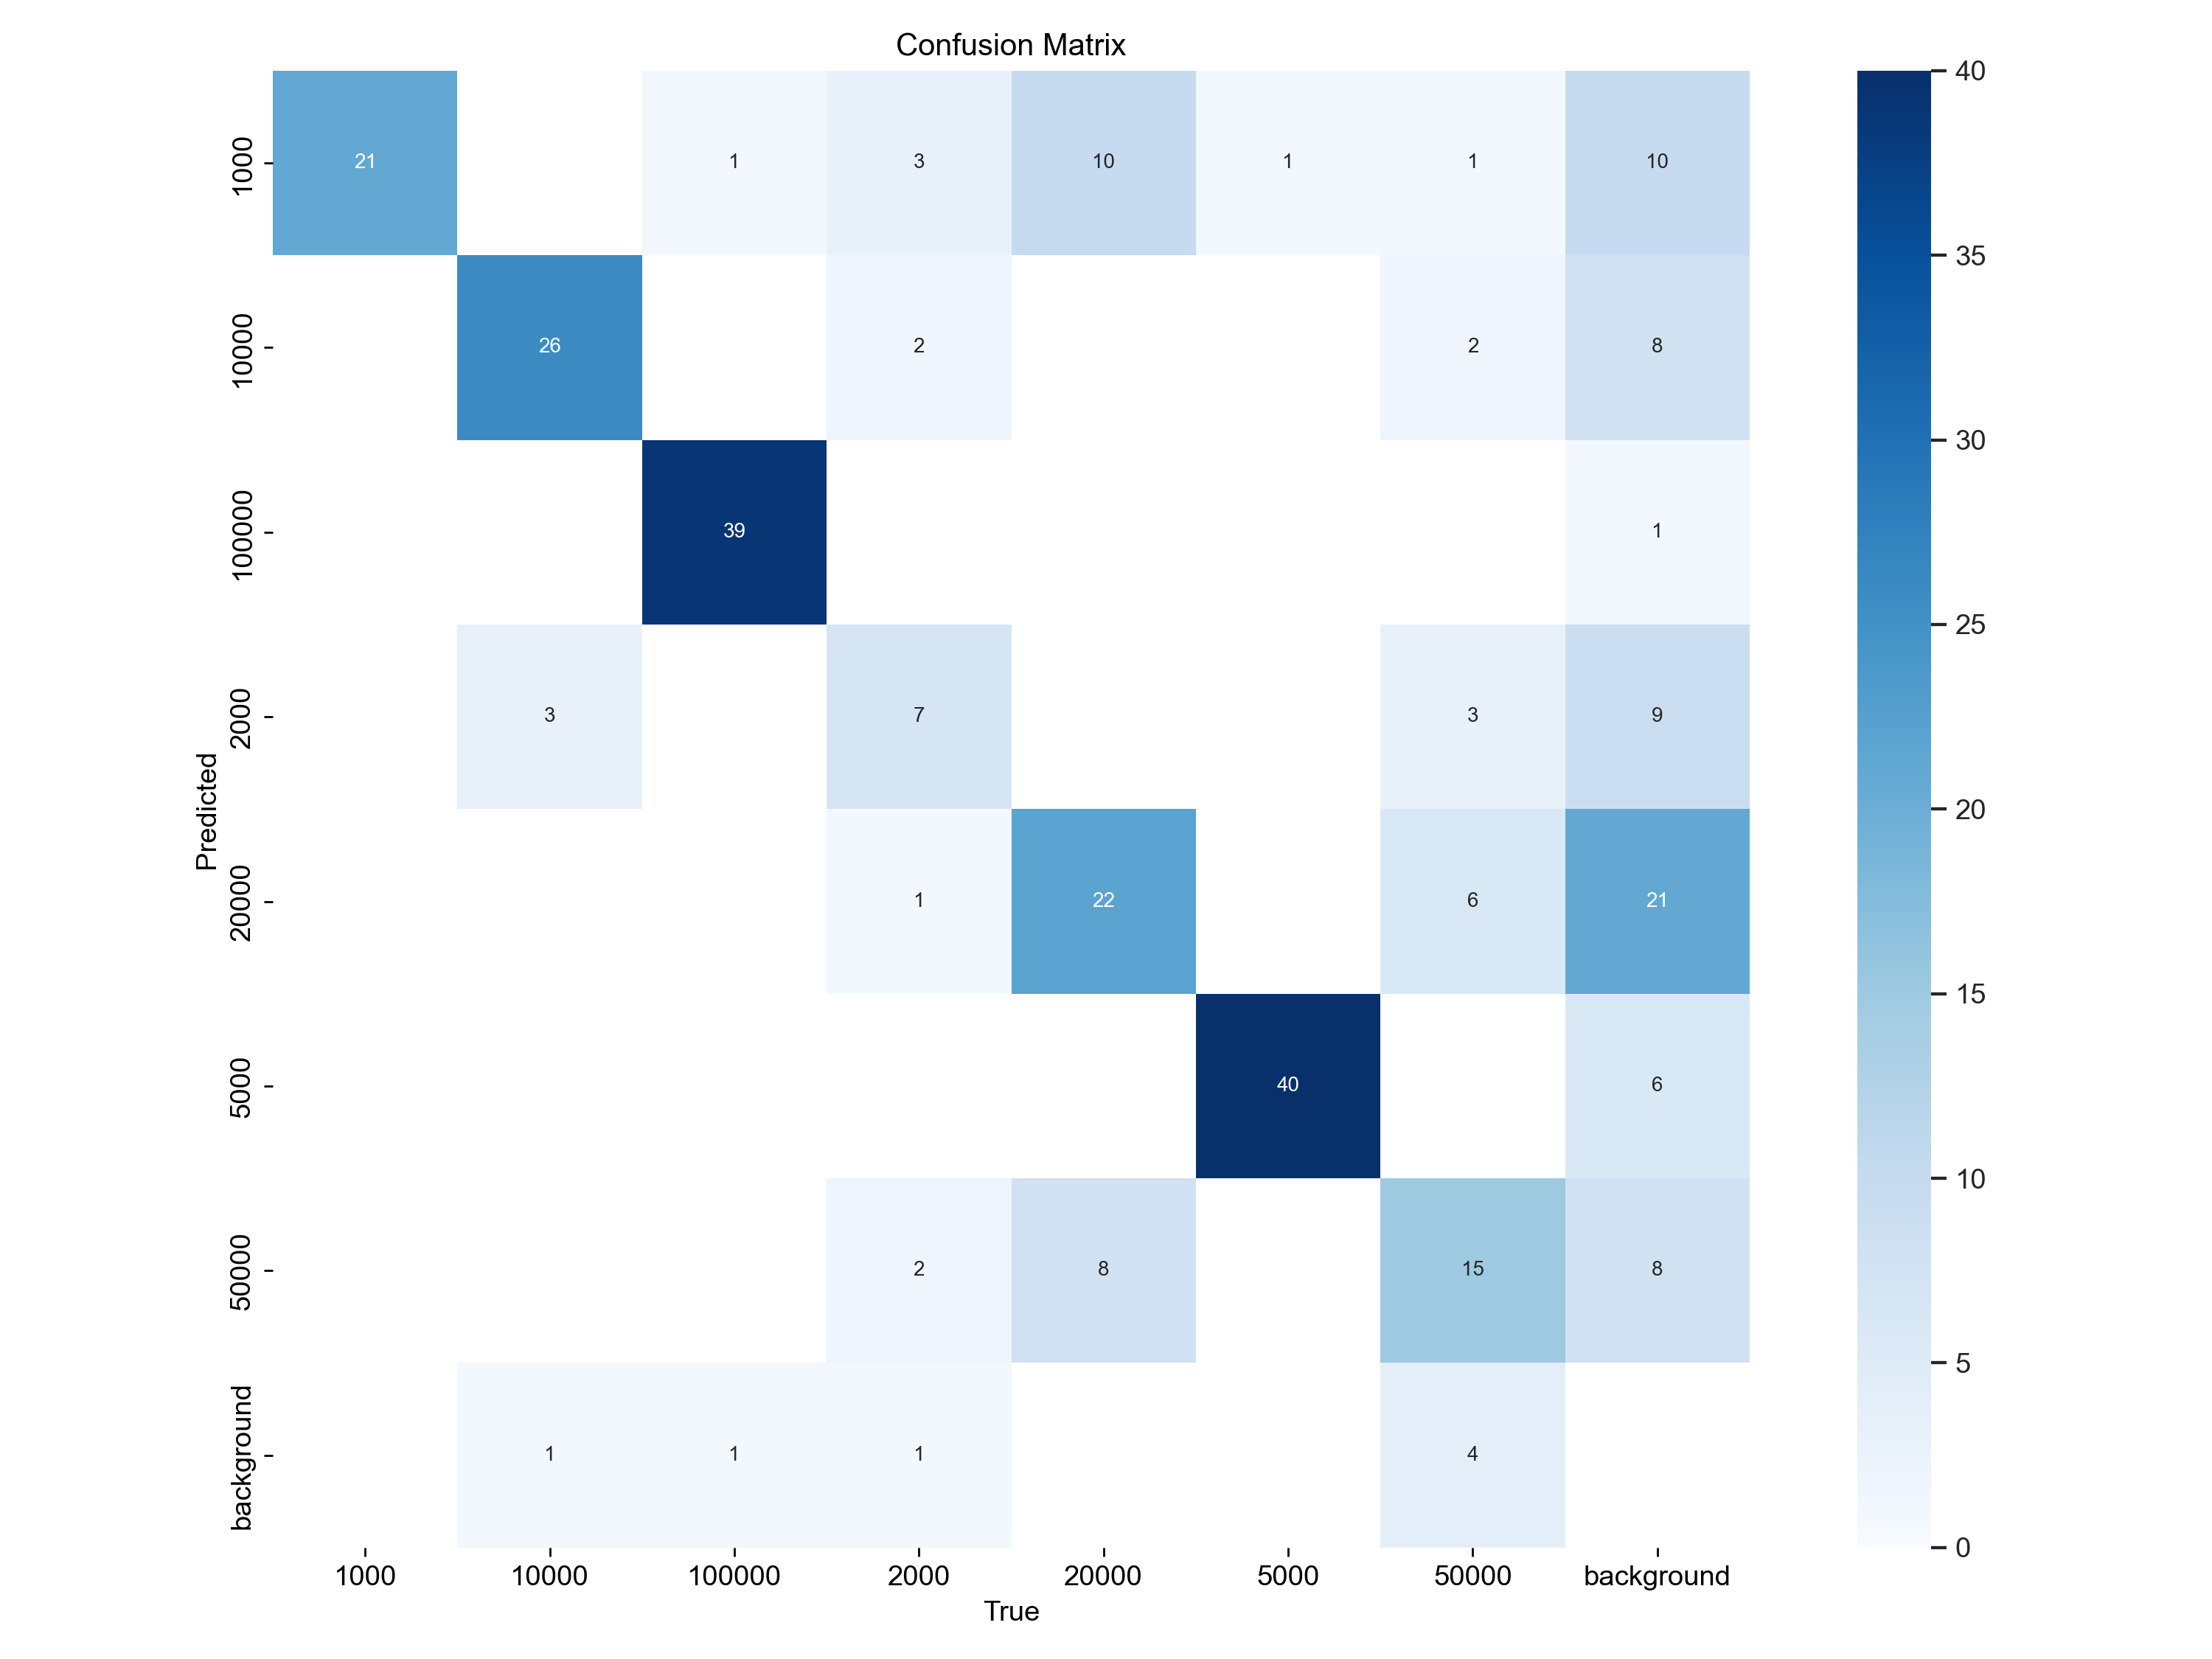 Confusion Matrix
1000 21 1 3 10 1 1 10
10000 26 2 2 8
100000 39 1
2000 3 7 3 9
20000 1 22 6 21
5000 40 6
50000 2 8 15 8
background 1 1 1 4
1000 10000 100000 2000 20000 5000 50000 background
True
Predicted
40
35
30
25
20
15
10
5
0